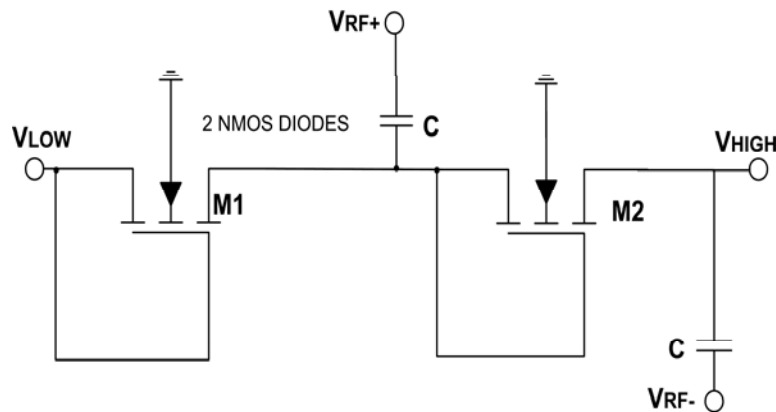 VRF+
2 NMOS DIODES
C
VLOW
VHIGH
M1
M2
C
VRF-